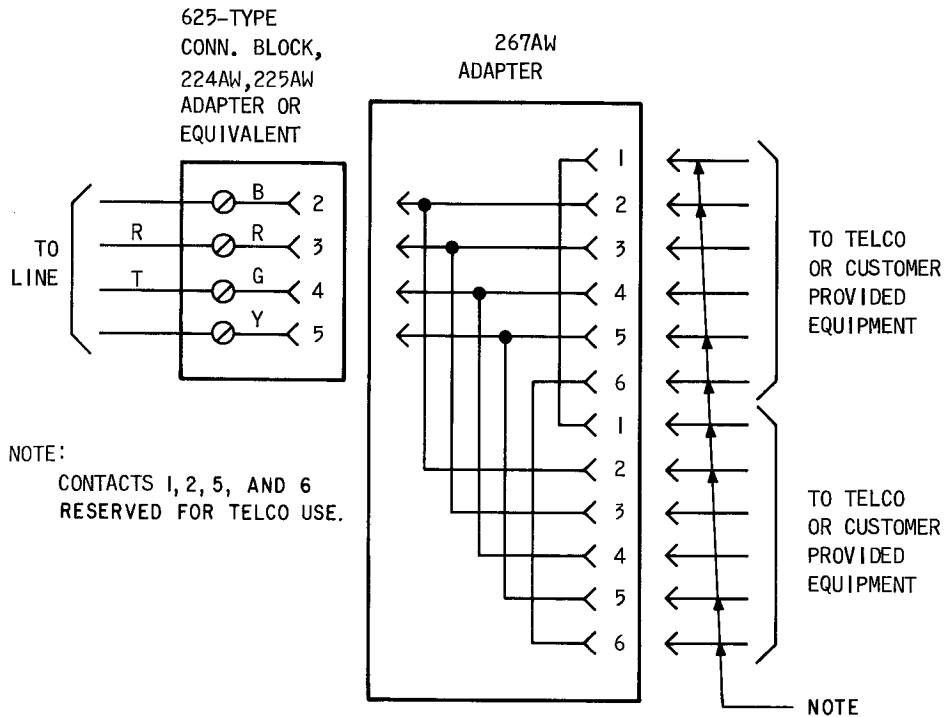 625-TYPE
CONN. BLOCK,
224AW, 225AW
ADAPTER OR
EQUIVALENT
267AW
ADAPTER
TO
LINE
R
T
B
R
G
Y
2
3
4
5
1
2
3
4
5
6
1
2
3
4
5
6
TO TELCO
OR CUSTOMER
PROVIDED
EQUIPMENT
TO TELCO
OR CUSTOMER
PROVIDED
EQUIPMENT
NOTE
NOTE:
CONTACTS 1, 2, 5, AND 6
RESERVED FOR TELCO USE.